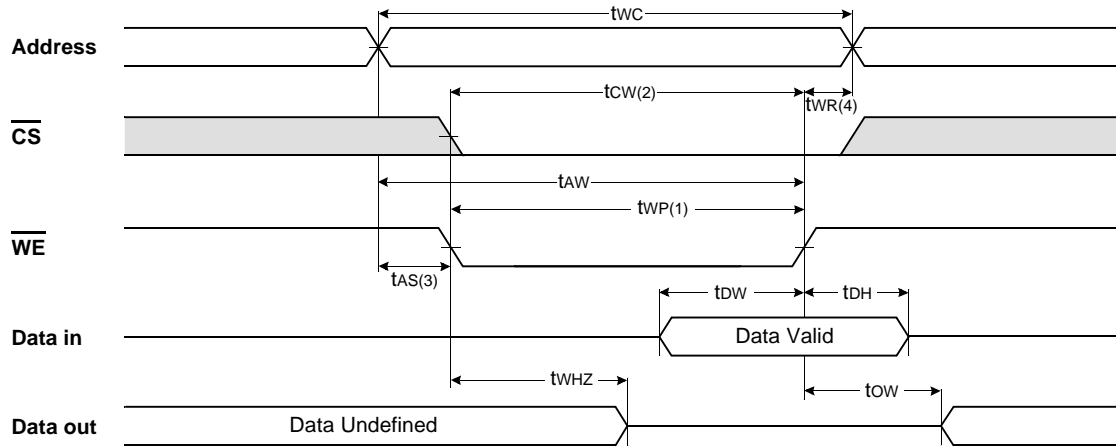 tWC
Address
tCW(2)
tWR(4)
CS
tAW
tWP(1)
WE
tAS(3)
tDW
tDH
Data in
Data Valid
tWHZ
tOW
Data out
Data Undefined